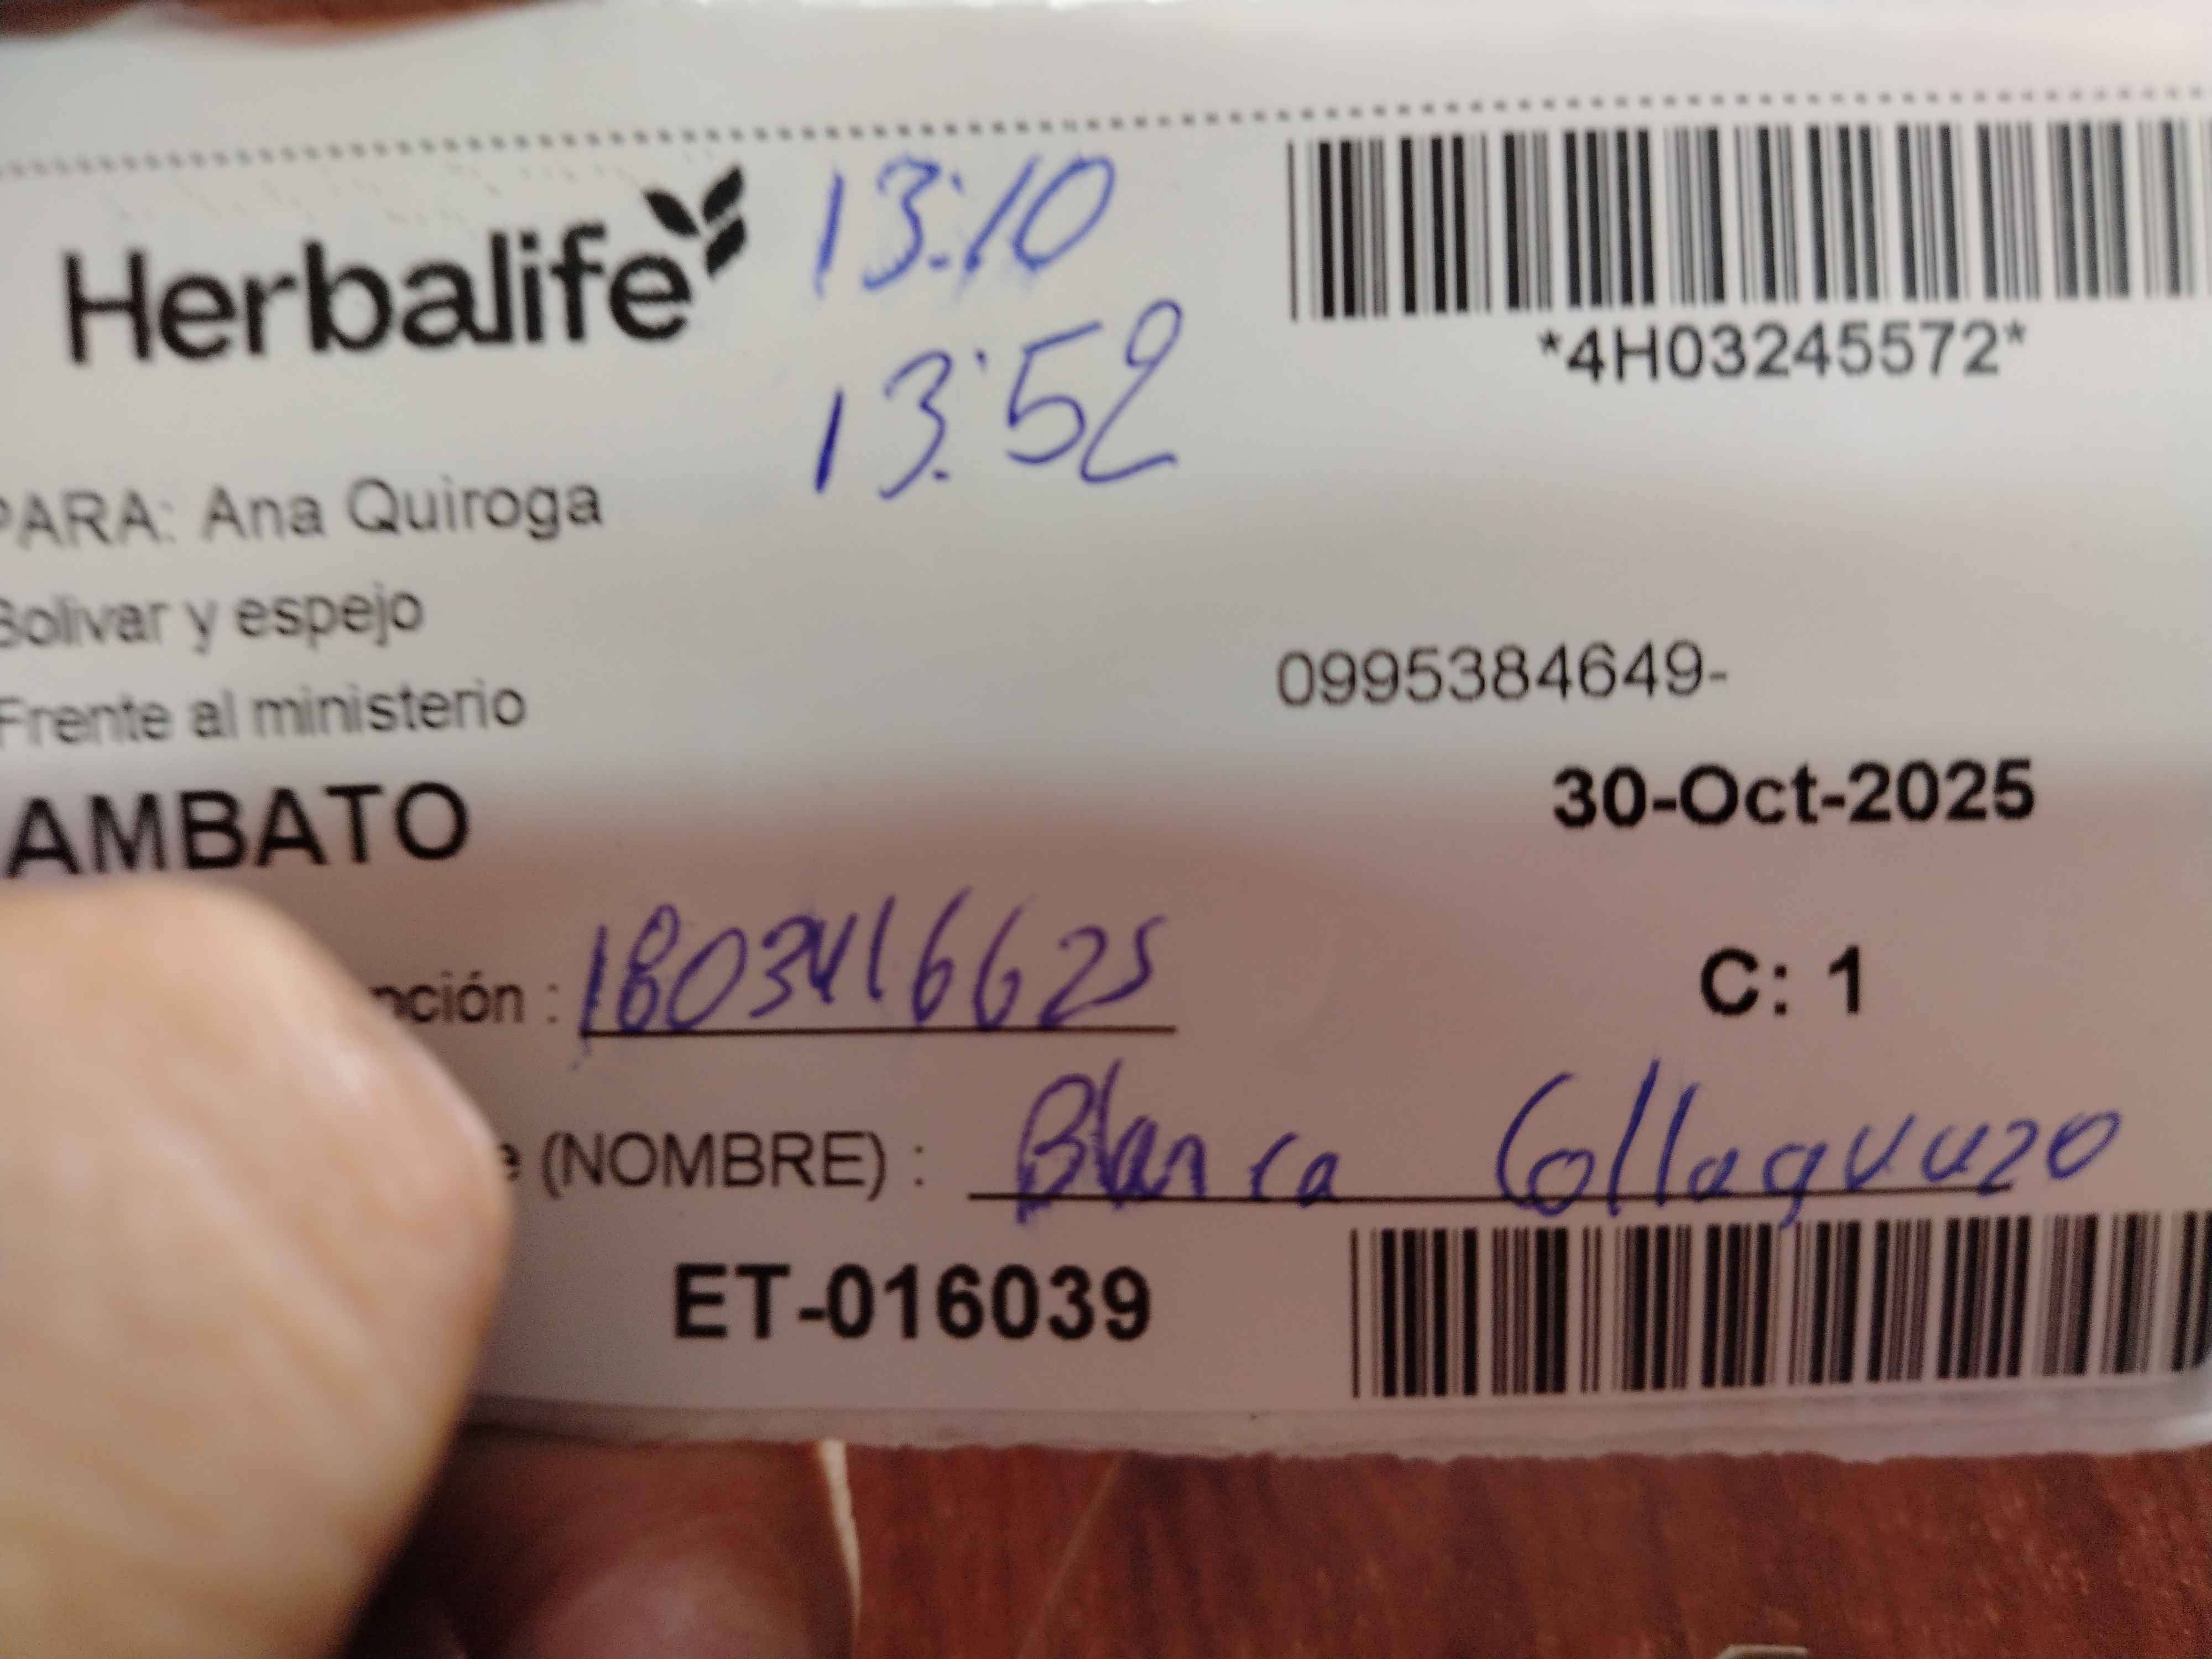 Herbalife 13:10
13:52
*4H03245572*
PARA: Ana Quiroga
Bolivar y espejo
0995384649-
Frente al ministerio
AMBATO
30-Oct-2025
pción : 1803416625
C: 1
e (NOMBRE) : Blanca Collaguazo
ET-016039